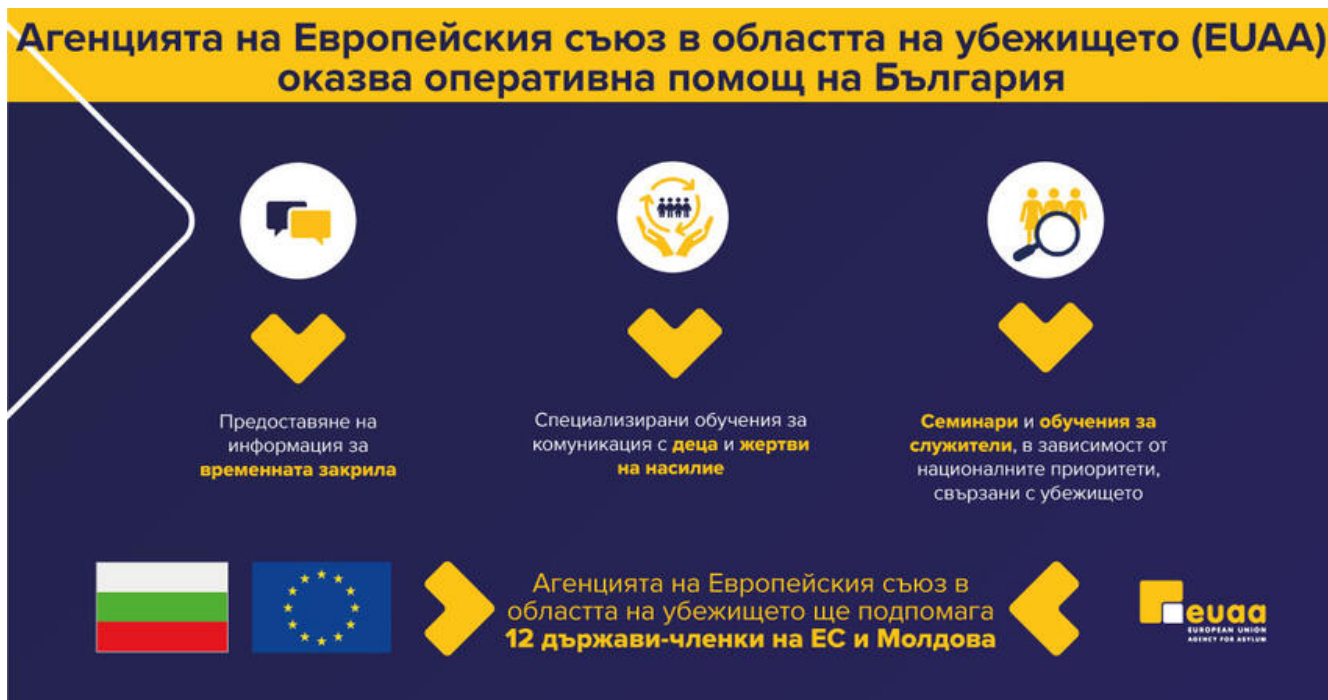 Агенцията на Европейския съюз в областта на убежището (EUAA)
оказва оперативна помощ на България
Предоставяне на
информация за
временната закрила
Специализирани обучения за
комуникация с деца и жертви
на насилие
Семинари и обучения за
служители, в зависимост от
националните приоритети,
свързани с убежището
Агенцията на Европейския съюз в
областта на убежището ще подпомага
12 държави-членки на ЕС и Молдова
euaa
EUROPEAN UNION
AGENCY FOR ASYLUM